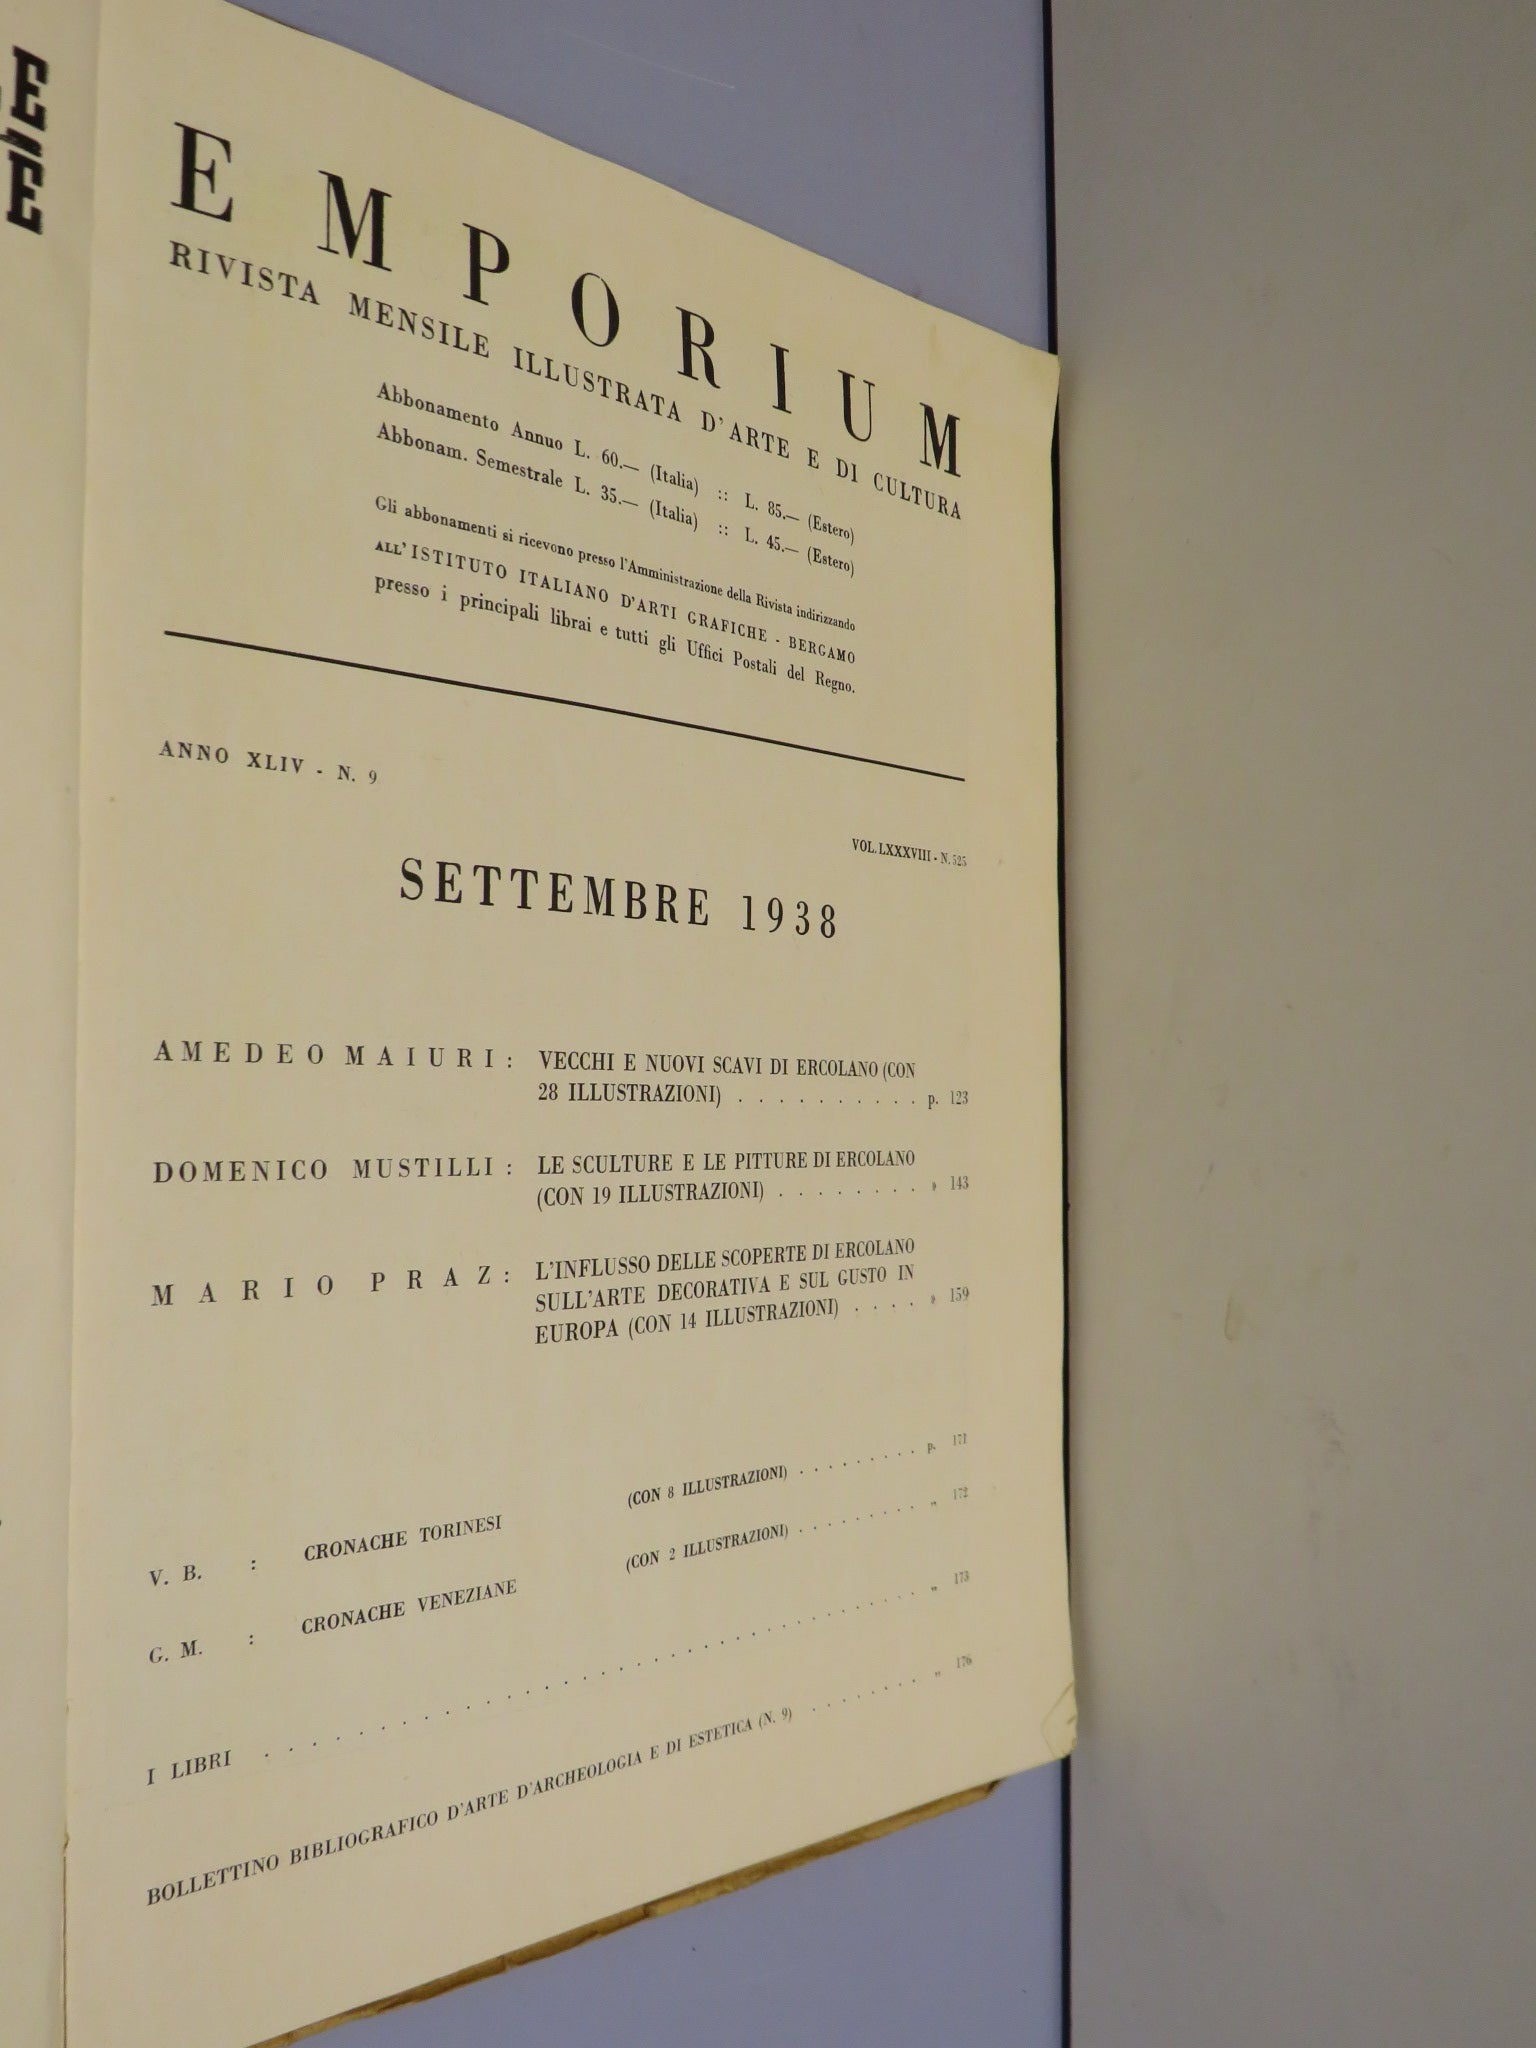 EMPORIUM
RIVISTA MENSILE ILLUSTRATA D'ARTE E DI CULTURA
Abbonamento Annuo L. 60.— (Italia) :: L. 85.— (Estero)
Abbonam. Semestrale L. 35.— (Italia) :: L. 45.— (Estero)
Gli abbonamenti si ricevono presso l'Amministrazione della Rivista indirizzando
ALL'ISTITUTO ITALIANO D'ARTI GRAFICHE - BERGAMO
presso i principali librai e tutti gli Uffici Postali del Regno.
ANNO XLIV - N. 9
VOL. LXXXVIII - N. 525
SETTEMBRE 1938
AMEDEO MAIURI: VECCHI E NUOVI SCAVI DI ERCOLANO (CON
28 ILLUSTRAZIONI) . . . . . . . . . . p. 123
DOMENICO MUSTILLI: LE SCULTURE E LE PITTURE DI ERCOLANO
(CON 19 ILLUSTRAZIONI) . . . . . . . . » 143
MARIO PRAZ: L'INFLUSSO DELLE SCOPERTE DI ERCOLANO
SULL'ARTE DECORATIVA E SUL GUSTO IN
EUROPA (CON 14 ILLUSTRAZIONI) . . . . » 159
V. B. : CRONACHE TORINESI (CON 8 ILLUSTRAZIONI) . . . . . . . . p. 171
G. M. : CRONACHE VENEZIANE (CON 2 ILLUSTRAZIONI) . . . . . . . . „ 172
I LIBRI . . . . . . . . . . . . . . . . . . . . . . . . . . . . „ 173
BOLLETTINO BIBLIOGRAFICO D'ARTE D'ARCHEOLOGIA E DI ESTETICA (N. 9) . . . . . . . . „ 176